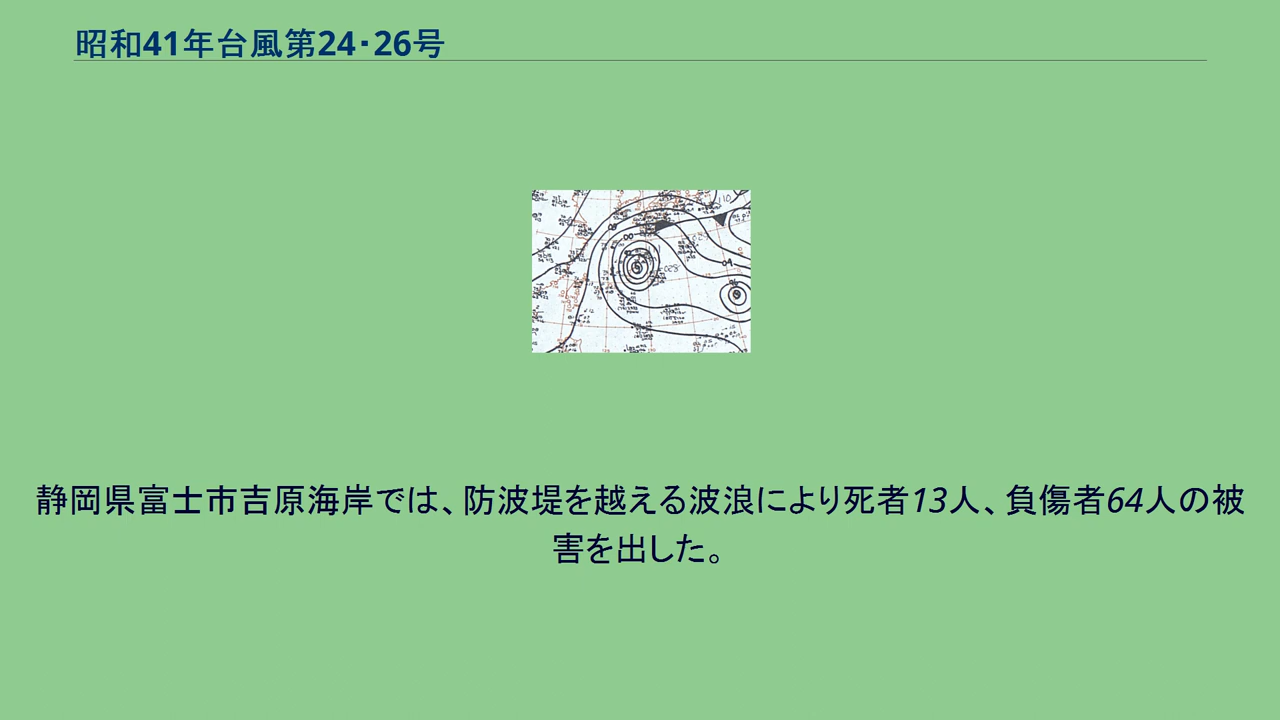 昭和41年台風第24・26号
静岡県富士市吉原海岸では、防波堤を越える波浪により死者13人、負傷者64人の被
害を出した。